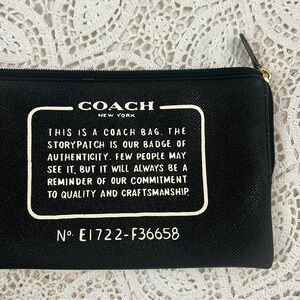 COACH
NEW YORK
THIS IS A COACH BAG. THE
STORYPATCH IS OUR BADGE OF
AUTHENTICITY. FEW PEOPLE MAY
SEE IT, BUT IT WILL ALWAYS BE A
REMINDER OF OUR COMMITMENT
TO QUALITY AND CRAFTSMANSHIP.
Nº E1722-F36658